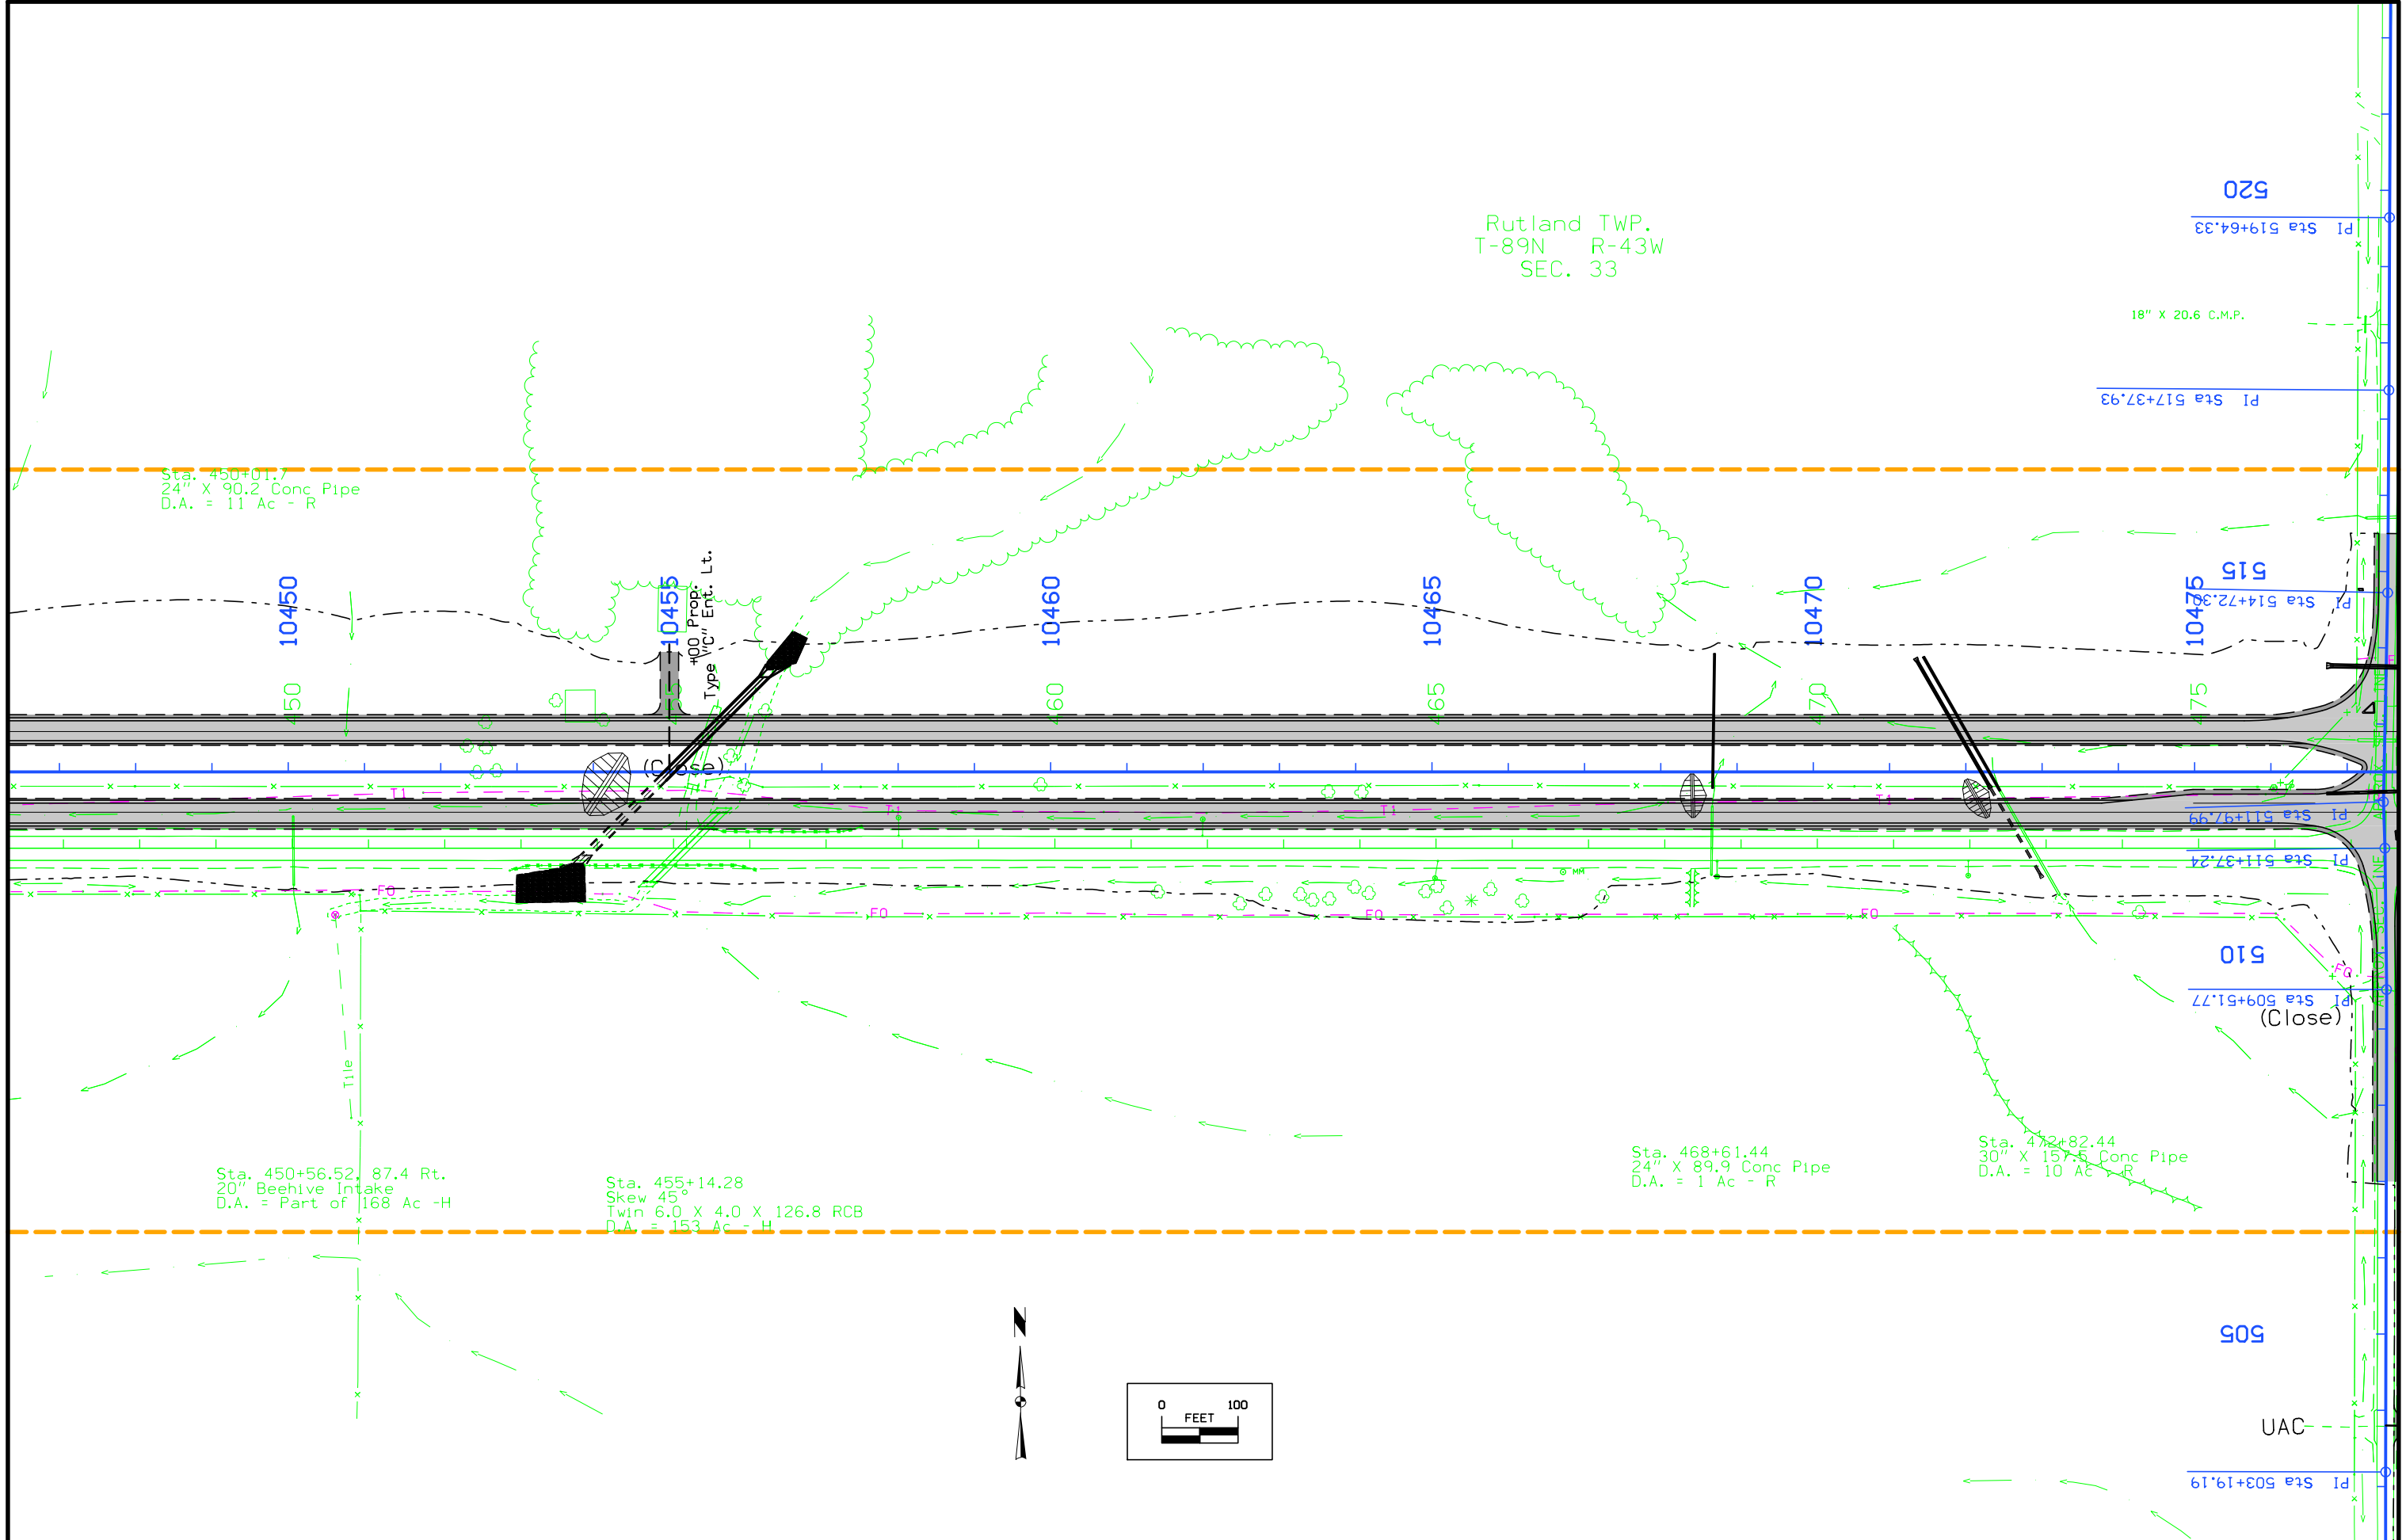 520
PI Sta 519+64.33
Rutland TWP.
T-89N R-43W
SEC. 33
18" X 20.6 C.M.P.
PI Sta 517+37.93
Sta. 450+01.7
24" X 90.2 Conc Pipe
D.A. = 11 Ac - R
10450
10455
+00 Prop.
Type "C" Ent. Lt.
10460
10465
10470
10475
515
PI Sta 514+72.30
450
455
460
465
470
475
(Close)
T1
T1
T1
T1
PI Sta 511+97.99
PI Sta 511+37.24
MM
FO
FO
FO
FO
FO
510
PI Sta 509+51.77
(Close)
Tile
Sta. 450+56.52, 87.4 Rt.
20" Beehive Intake
D.A. = Part of 168 Ac -H
Sta. 455+14.28
Skew 45°
Twin 6.0 X 4.0 X 126.8 RCB
D.A. = 153 Ac - H
Sta. 468+61.44
24" X 89.9 Conc Pipe
D.A. = 1 Ac - R
Sta. 472+82.44
30" X 157.5 Conc Pipe
D.A. = 10 Ac - R
505
N
0 100
FEET
UAC
PI Sta 503+19.19